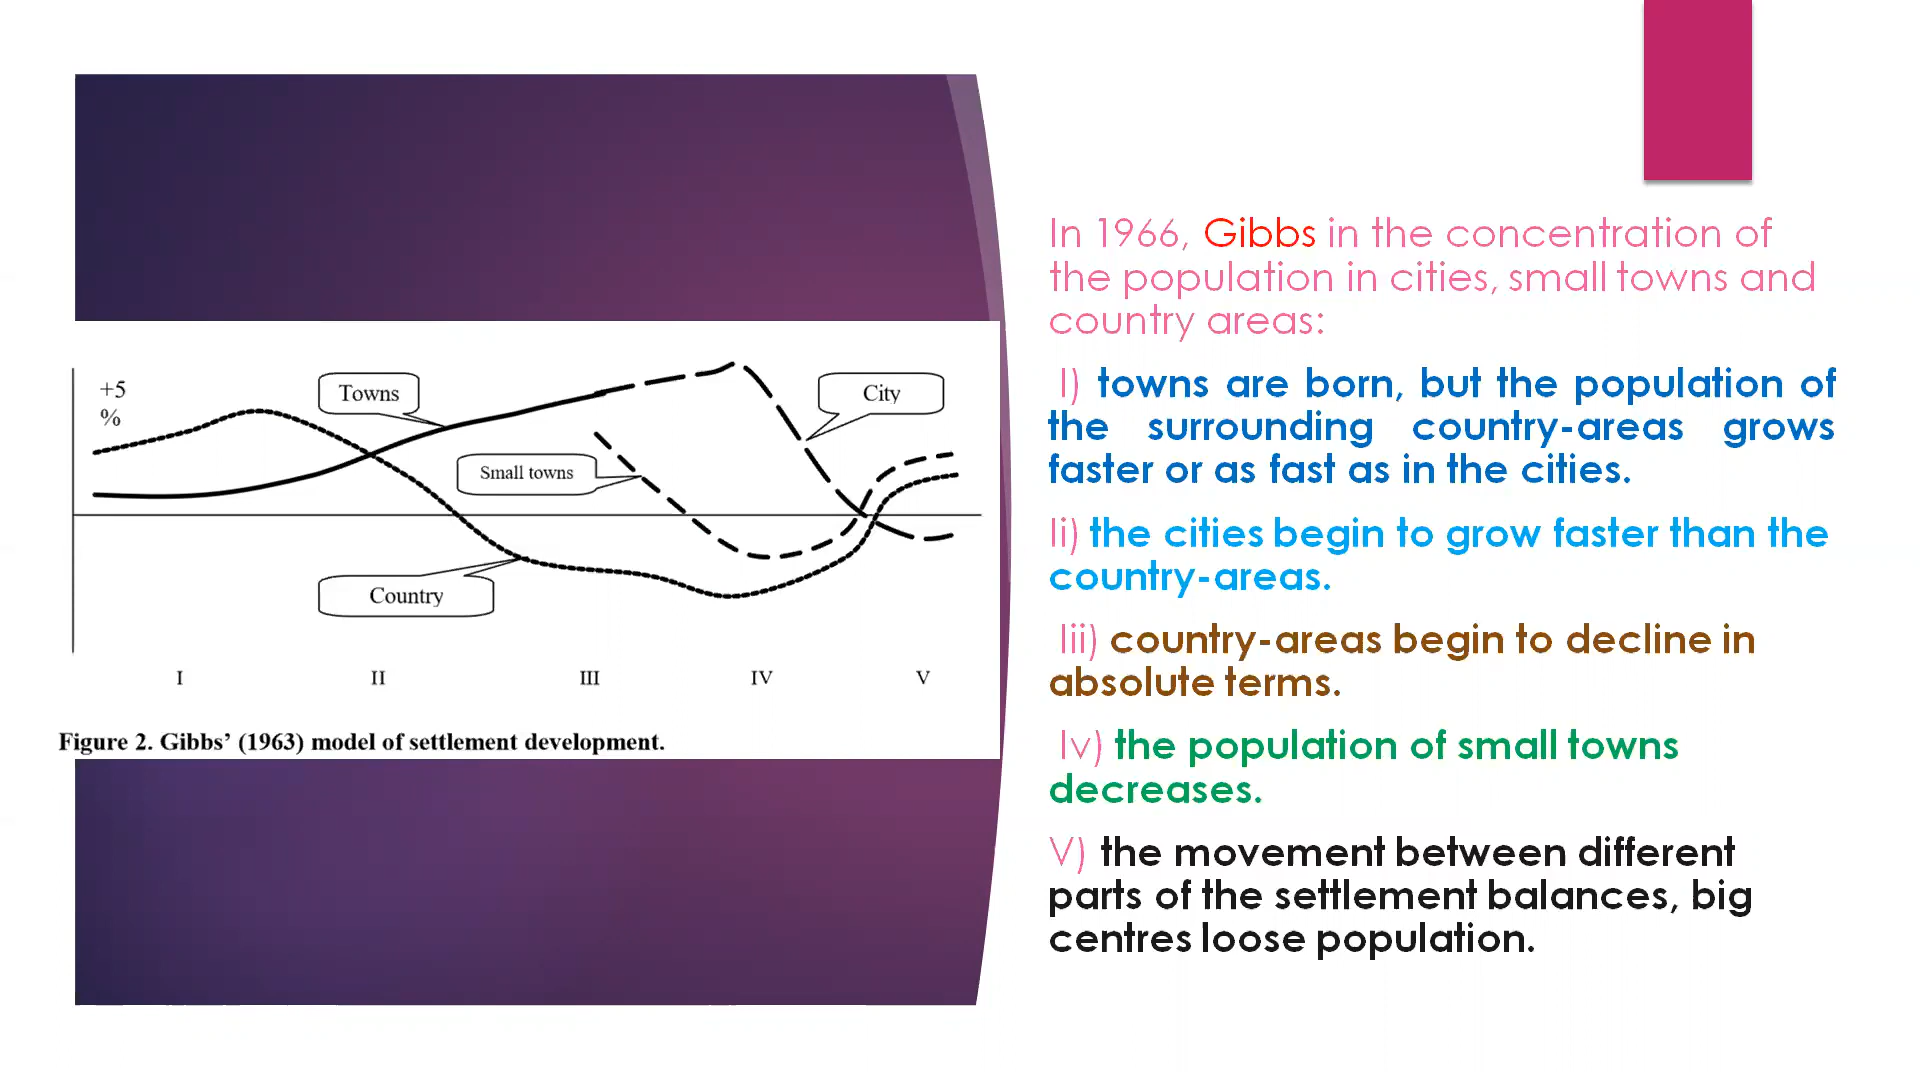 +5
%
Towns
City
Small towns
Country
I II III IV V
Figure 2. Gibbs’ (1963) model of settlement development.
In 1966, Gibbs in the concentration of
the population in cities, small towns and
country areas:
I) towns are born, but the population of
the surrounding country-areas grows
faster or as fast as in the cities.
Ii) the cities begin to grow faster than the
country-areas.
Iii) country-areas begin to decline in
absolute terms.
Iv) the population of small towns
decreases.
V) the movement between different
parts of the settlement balances, big
centres loose population.